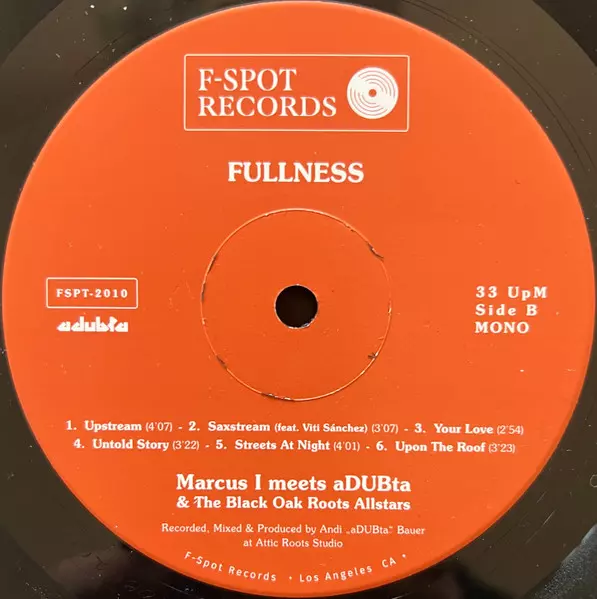 F-SPOT
RECORDS
FULLNESS
FSPT-2010
adubta
33 UpM
Side B
MONO
1. Upstream (4'07) - 2. Saxstream (feat. Viti Sánchez) (3'07) - 3. Your Love (2'54)
4. Untold Story (3'22) - 5. Streets At Night (4'01) - 6. Upon The Roof (3'23)
Marcus I meets aDUBta
& The Black Oak Roots Allstars
Recorded, Mixed & Produced by Andi „aDUBta“ Bauer
at Attic Roots Studio
F-Spot Records • Los Angeles CA •